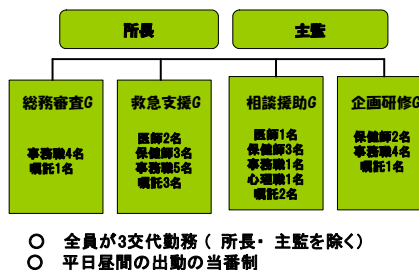 所長
主監
総務審査G
事務職4名
嘱託1名
救急支援G
医師2名
保健師3名
事務職5名
嘱託3名
相談援助G
医師1名
保健師3名
事務職1名
心理職1名
嘱託2名
企画研修G
保健師2名
事務職4名
嘱託1名
○ 全員が3交代勤務( 所長・ 主監を除く)
○ 平日昼間の出動の当番制